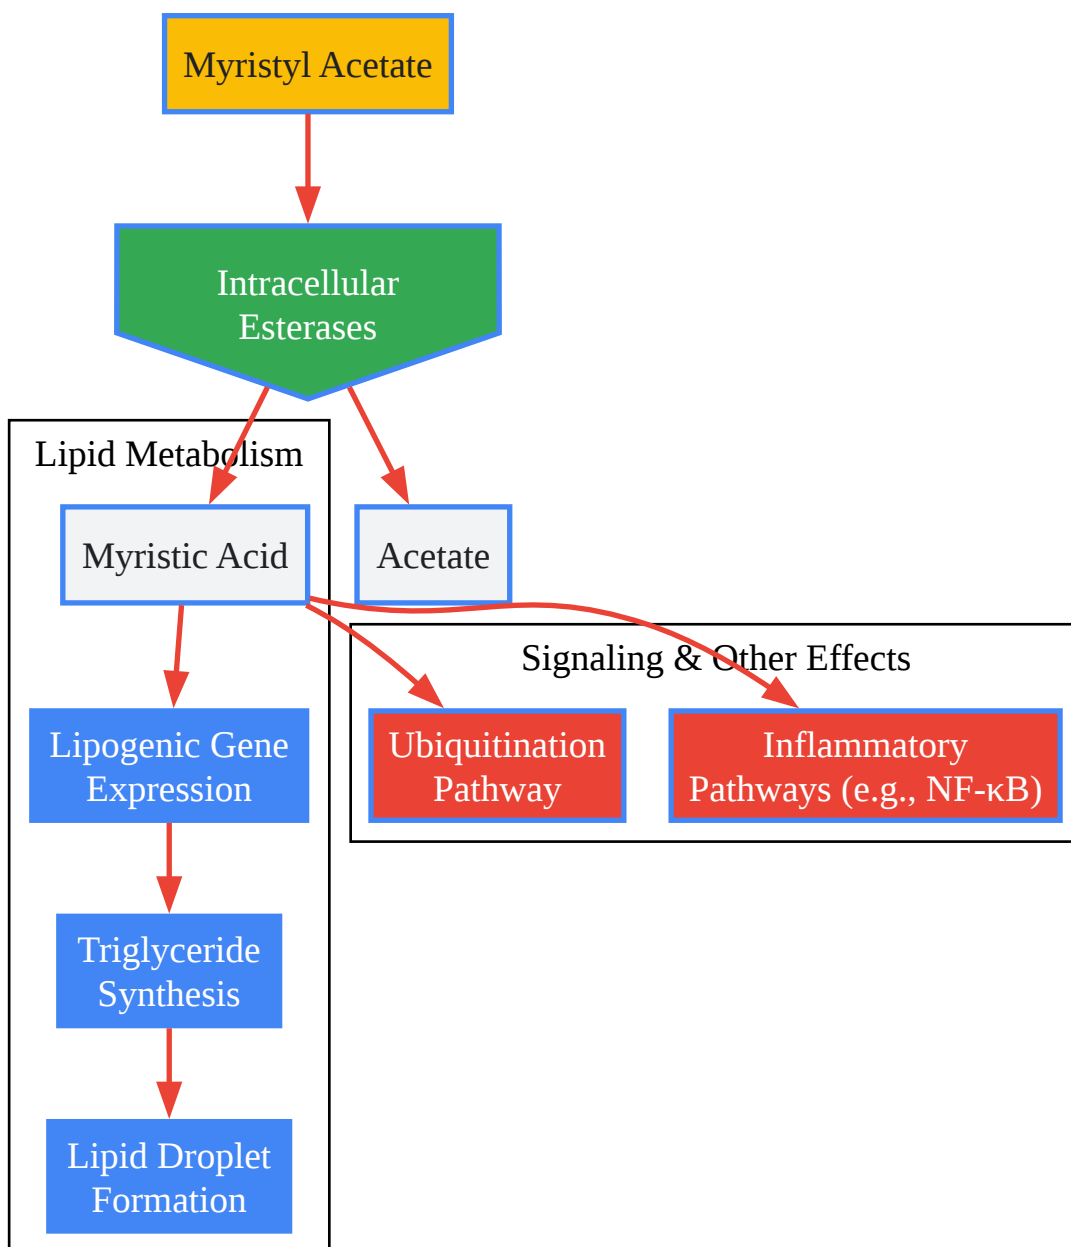 Myristyl Acetate
Intracellular
Esterases
Lipid Metabolism
Myristic Acid
Acetate
Signaling & Other Effects
Lipogenic Gene
Expression
Ubiquitination
Pathway
Inflammatory
Pathways (e.g., NF-κB)
Triglyceride
Synthesis
Lipid Droplet
Formation